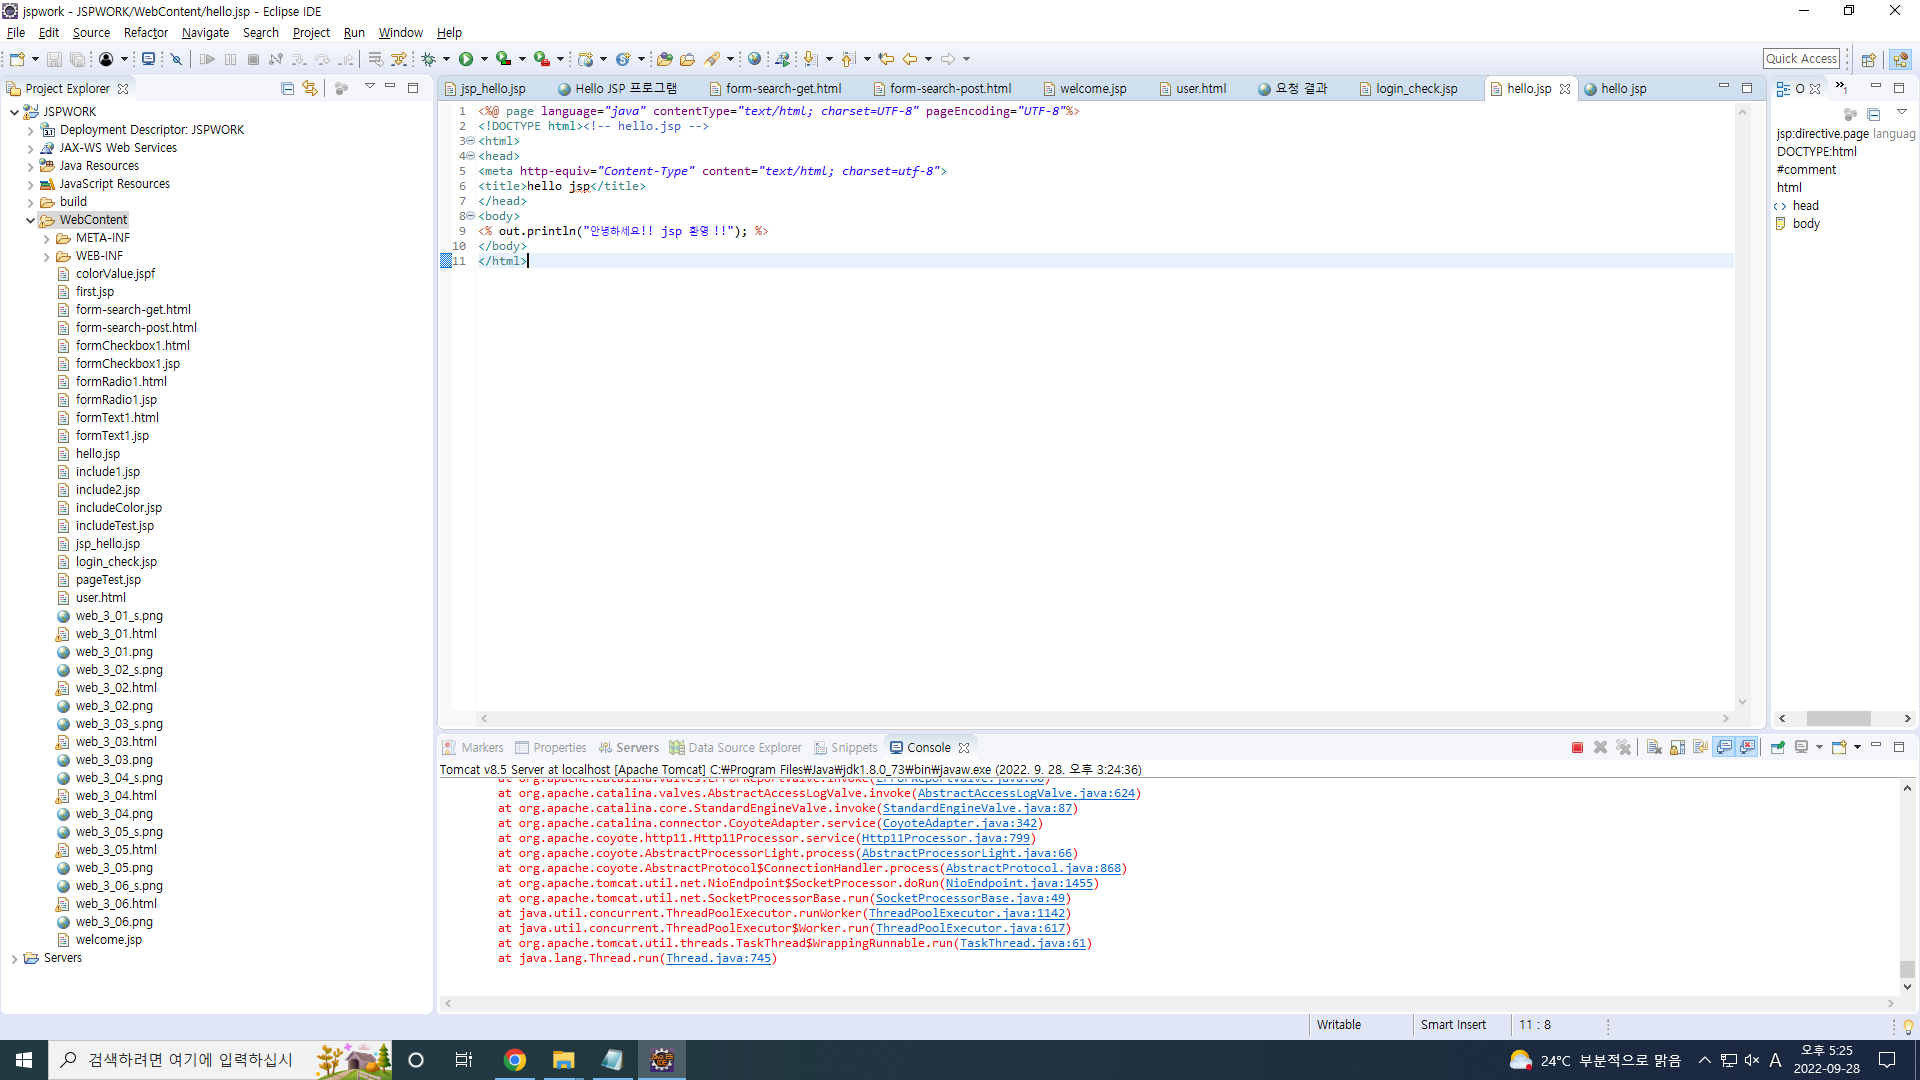 jspwork - JSPWORK/WebContent/hello.jsp - Eclipse IDE
File Edit Source Refactor Navigate Search Project Run Window Help
Quick Access
Project Explorer
JSPWORK
Deployment Descriptor: JSPWORK
JAX-WS Web Services
Java Resources
JavaScript Resources
build
WebContent
META-INF
WEB-INF
colorValue.jspf
first.jsp
form-search-get.html
form-search-post.html
formCheckbox1.html
formCheckbox1.jsp
formRadio1.html
formRadio1.jsp
formText1.html
formText1.jsp
hello.jsp
include1.jsp
include2.jsp
includeColor.jsp
includeTest.jsp
jsp_hello.jsp
login_check.jsp
pageTest.jsp
user.html
web_3_01_s.png
web_3_01.html
web_3_01.png
web_3_02_s.png
web_3_02.html
web_3_02.png
web_3_03_s.png
web_3_03.html
web_3_03.png
web_3_04_s.png
web_3_04.html
web_3_04.png
web_3_05_s.png
web_3_05.html
web_3_05.png
web_3_06_s.png
web_3_06.html
web_3_06.png
welcome.jsp
Servers
jsp_hello.jsp Hello JSP 프로그램 form-search-get.html form-search-post.html welcome.jsp user.html 요청 결과 login_check.jsp hello.jsp hello jsp
1 <%@ page language="java" contentType="text/html; charset=UTF-8" pageEncoding="UTF-8"%>
2 <!DOCTYPE html><!-- hello.jsp -->
3 <html>
4 <head>
5 <meta http-equiv="Content-Type" content="text/html; charset=utf-8">
6 <title>hello jsp</title>
7 </head>
8 <body>
9 <% out.println("안녕하세요!! jsp 환영 !!"); %>
10 </body>
11 </html>
O
1
jsp:directive.page languag
DOCTYPE:html
#comment
html
head
body
Markers Properties Servers Data Source Explorer Snippets Console
Tomcat v8.5 Server at localhost [Apache Tomcat] C:₩Program Files₩Java₩jdk1.8.0_73₩bin₩javaw.exe (2022. 9. 28. 오후 3:24:36)
at org.apache.catalina.valves.ErrorReportValve.invoke(ErrorReportValve.java:
at org.apache.catalina.valves.AbstractAccessLogValve.invoke(AbstractAccessLogValve.java:624)
at org.apache.catalina.core.StandardEngineValve.invoke(StandardEngineValve.java:87)
at org.apache.catalina.connector.CoyoteAdapter.service(CoyoteAdapter.java:342)
at org.apache.coyote.http11.Http11Processor.service(Http11Processor.java:799)
at org.apache.coyote.AbstractProcessorLight.process(AbstractProcessorLight.java:66)
at org.apache.coyote.AbstractProtocol$ConnectionHandler.process(AbstractProtocol.java:868)
at org.apache.tomcat.util.net.NioEndpoint$SocketProcessor.doRun(NioEndpoint.java:1455)
at org.apache.tomcat.util.net.SocketProcessorBase.run(SocketProcessorBase.java:49)
at java.util.concurrent.ThreadPoolExecutor.runWorker(ThreadPoolExecutor.java:1142)
at java.util.concurrent.ThreadPoolExecutor$Worker.run(ThreadPoolExecutor.java:617)
at org.apache.tomcat.util.threads.TaskThread$WrappingRunnable.run(TaskThread.java:61)
at java.lang.Thread.run(Thread.java:745)
Writable Smart Insert 11 : 8
검색하려면 여기에 입력하십시
24°C 부분적으로 맑음 A 오후 5:25
2022-09-28